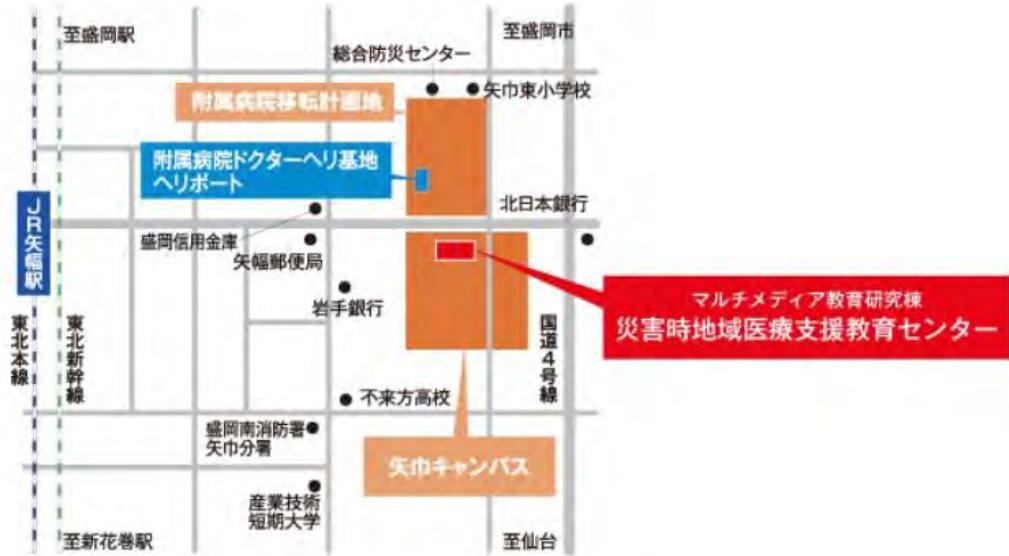 至盛岡駅
至盛岡市
総合防災センター
矢巾東小学校
附属病院移転計画地
附属病院ドクターヘリ基地
ヘリポート
北日本銀行
JR矢幅駅
盛岡信用金庫
矢幅郵便局
岩手銀行
マルチメディア教育研究棟
災害時地域医療支援教育センター
東北本線
東北新幹線
国道4号線
不来方高校
盛岡南消防署
矢巾分署
矢巾キャンパス
産業技術
短期大学
至新花巻駅
至仙台